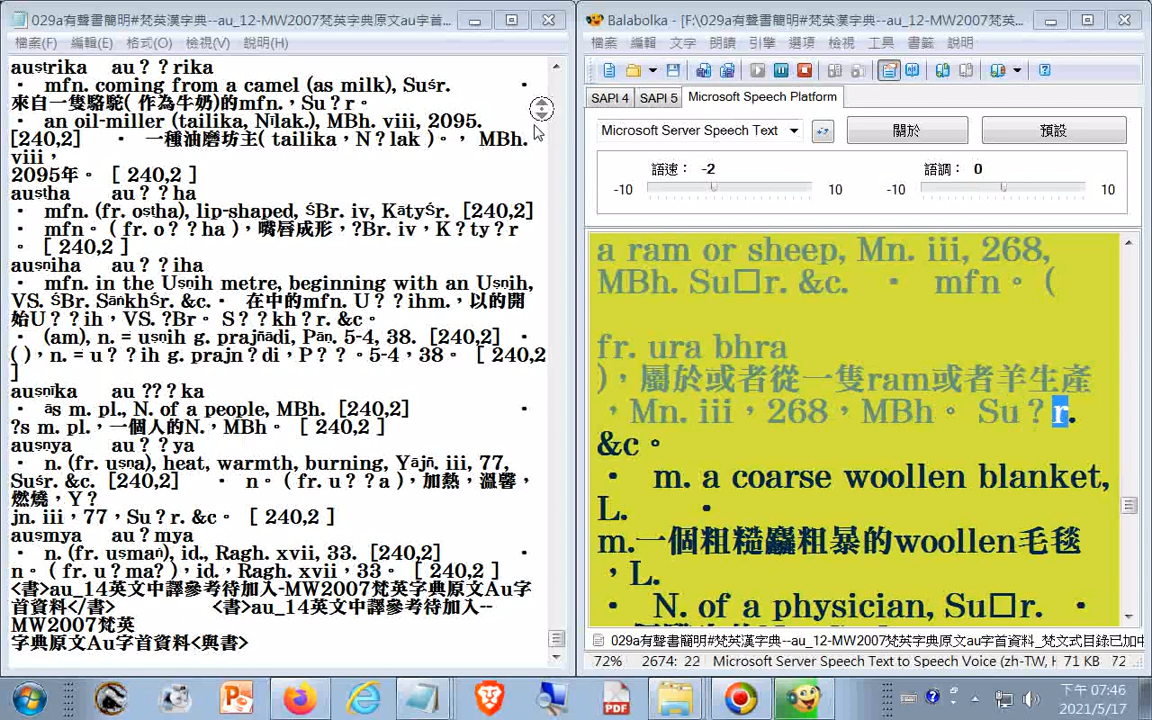 029a有聲書簡明#梵英漢字典--au_12-MW2007梵英字典原文au字首...
檔案(F) 編輯(E) 格式(O) 檢視(V) 說明(H)
auṣṭrika au？？rika
• mfn. coming from a camel (as milk), Suśr. •
來自一隻駱駝( 作為牛奶)的mfn.，Su？r。
• an oil-miller (tailika, Nīlak.), MBh. viii, 2095.
[240,2] • 一種油磨坊主( tailika，N？lak )。， MBh.
viii，
2095年。 [ 240,2 ]
auṣṭha au？？ha
• mfn. (fr. oṣṭha), lip-shaped, ŚBr. iv, KātyŚr. [240,2]
• mfn。( fr. o？？ha )，嘴唇成形，?Br. iv，K？ty？r
。 [ 240,2 ]
auṣṇiha au？？iha
• mfn. in the Uṣṇih metre, beginning with an Uṣṇih,
VS. ŚBr. SāṅkhŚr. &c.• 在中的mfn. U？？ihm.，以的開
始U？？ih，VS. ?Br。 S？？kh？r. &c。
• (am), n. = uṣṇih g. prajñādi, Pāṇ. 5-4, 38. [240,2]
( )，n. = u？？ih g. prajn？di，P？？。5-4，38。 [ 240,2
]
auṣṇīka au ??？ka
• ās m. pl., N. of a people, MBh. [240,2] •
?s m. pl.，一個人的N.，MBh。 [ 240,2 ]
auṣṇya au？？ya
• n. (fr. uṣṇa), heat, warmth, burning, Yājñ. iii, 77,
Suśr. &c. [240,2] • n。( fr. u？？a )，加熱，溫馨，
燃燒，Y？
jn. iii，77，Su？r. &c。 [ 240,2 ]
auṣmya au？mya
• n. (fr. uṣman), id., Ragh. xvii, 33. [240,2] •
n。( fr. u？ma?)，id.，Ragh. xvii，33。 [ 240,2 ]
<書>au_14英文中譯參考待加入-MW2007梵英字典原文Au字
首資料</書> <書>au_14英文中譯參考待加入--
MW2007梵英
字典原文Au字首資料<與書>
Balabolka - [F:\029a有聲書簡明#梵英漢字典--au_12-MW2007梵英...
檔案 編輯 文字 朗讀 引擎 選項 檢視 工具 書籤 說明
SAPI 4 SAPI 5 Microsoft Speech Platform
Microsoft Server Speech Text 關於 預設
語速： -2 語調： 0
-10 10 -10 10
a ram or sheep, Mn. iii, 268,
MBh. Su□r. &c. • mfn。(
fr. ura bhra
)，屬於或者從一隻ram或者羊生產
，Mn. iii，268，MBh。 Su？r.
&c。
• m. a coarse woollen blanket,
L. •
m.一個粗糙麤粗暴的woollen毛毯
，L.
• N. of a physician, Su□r. •
029a有聲書簡明#梵英漢字典--au_12-MW2007梵英字典原文au字首資料_梵文式目錄已加中
72% 2674: 22 Microsoft Server Speech Text to Speech Voice (zh-TW, H 71 KB 72
下午 07:46
2021/5/17